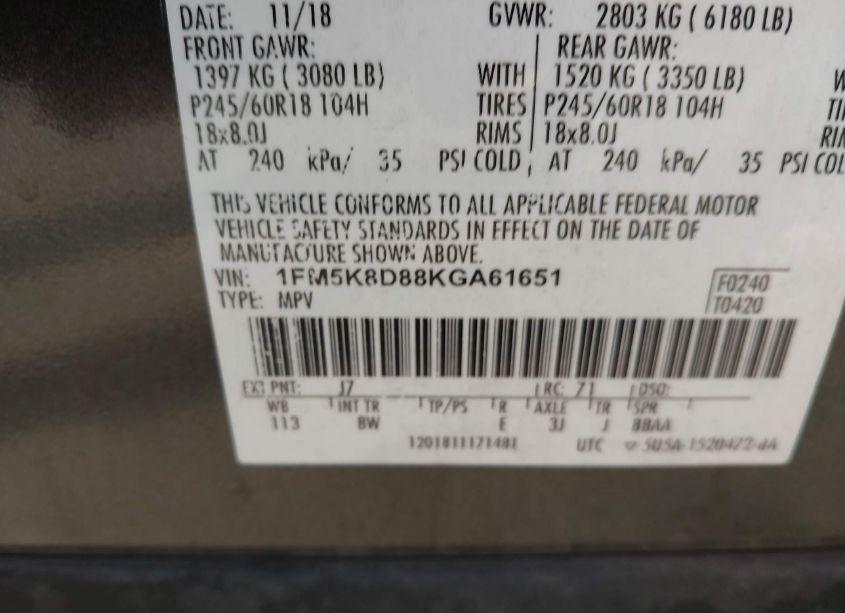 DATE: 11/18 GVWR: 2803 KG ( 6180 LB)
FRONT GAWR: REAR GAWR:
1397 KG ( 3080 LB) WITH 1520 KG ( 3350 LB)
P245/60R18 104H TIRES P245/60R18 104H
18x8.0J RIMS 18x8.0J
AT 240 kPa/ 35 PSI COLD AT 240 kPa/ 35 PSI COL
THIS VEHICLE CONFORMS TO ALL APPLICABLE FEDERAL MOTOR
VEHICLE SAFETY STANDARDS IN EFFECT ON THE DATE OF
MANUFACTURE SHOWN ABOVE.
VIN: 1FM5K8D88KGA61651 F0240
TYPE: MPV T0420
EXT PNT: J7 RC: 71 DSO:
WB INT TR TP/PS R AXLE TR SPR
113 8W E 3J J BBAA
1201811171481 UTC